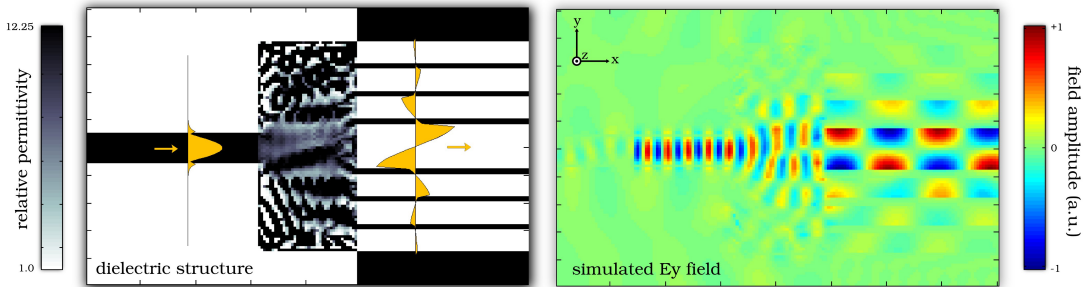 12.25
relative permittivity
1.0
dielectric structure
y
z
x
simulated Ey field
+1
0
-1
field amplitude (a.u.)